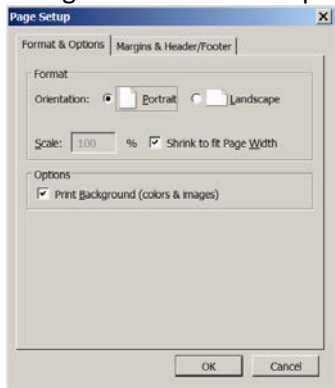 Page Setup
Format & Options Margins & Header/Footer
Format
Orientation: Portrait Landscape
Scale: 100 % Shrink to fit Page Width
Options
Print Background (colors & images)
OK Cancel